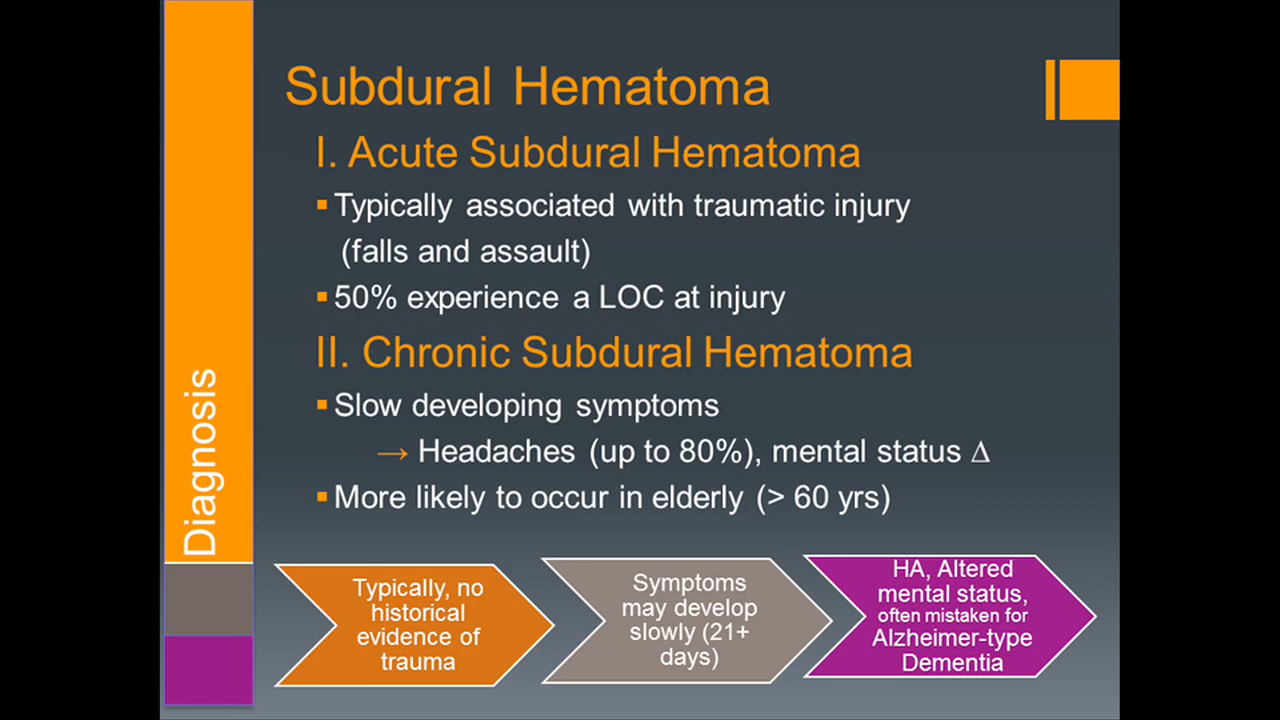 Subdural Hematoma
I. Acute Subdural Hematoma
▪ Typically associated with traumatic injury
(falls and assault)
▪ 50% experience a LOC at injury
II. Chronic Subdural Hematoma
▪ Slow developing symptoms
→ Headaches (up to 80%), mental status Δ
▪ More likely to occur in elderly (> 60 yrs)
Diagnosis
Typically, no
historical
evidence of
trauma
Symptoms
may develop
slowly (21+
days)
HA, Altered
mental status,
often mistaken for
Alzheimer-type
Dementia